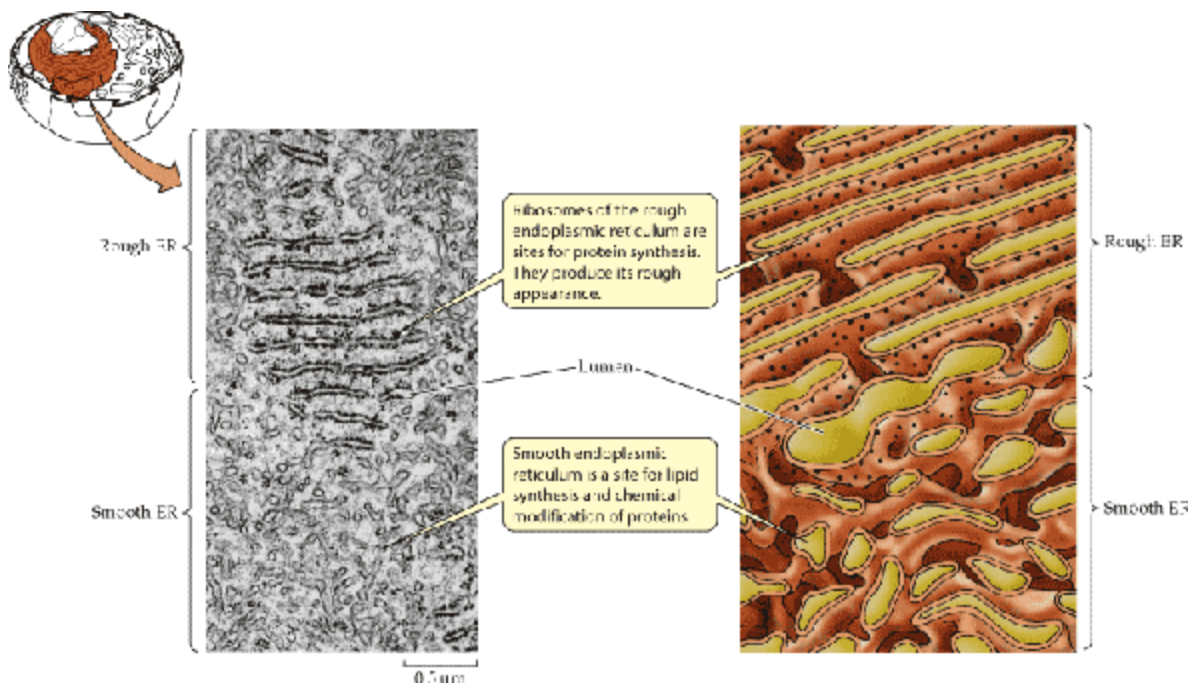 Rough ER
Ribosomes of the rough
endoplasmic reticulum are
sites for protein synthesis.
They produce its rough
appearance.
Rough ER
Lumen
Smooth ER
Smooth endoplasmic
reticulum is a site for lipid
synthesis and chemical
modification of proteins
Smooth ER
0.5 µm